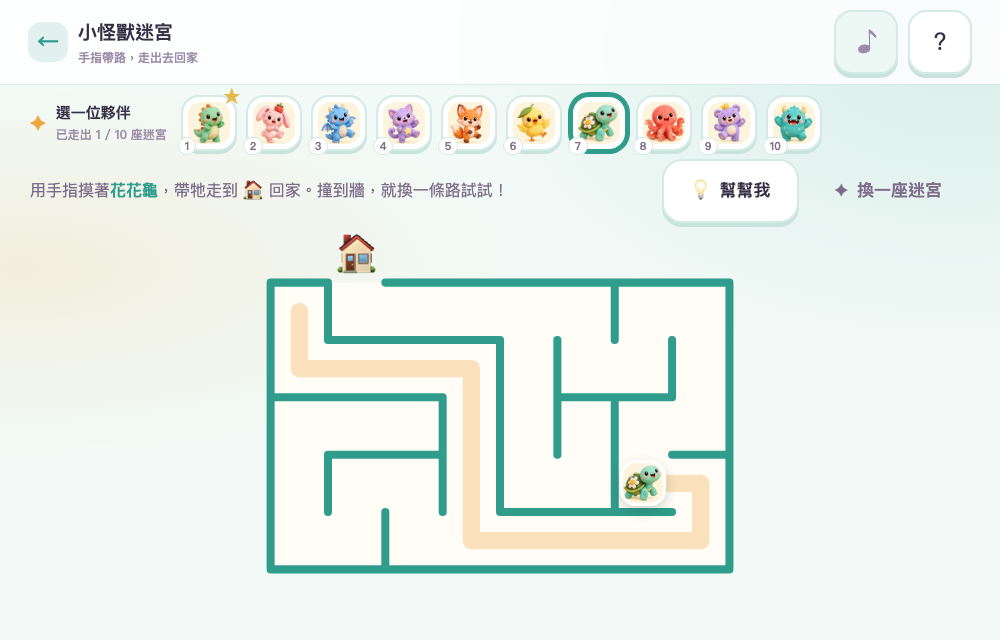 小怪獸迷宮
手指帶路,走出去回家
?
選一位夥伴
已走出 1 / 10 座迷宮
1
2
3
4
5
6
7
8
9
10
用手指摸著花花龜,帶牠走到 🏠 回家。撞到牆,就換一條路試試!
幫幫我
換一座迷宮